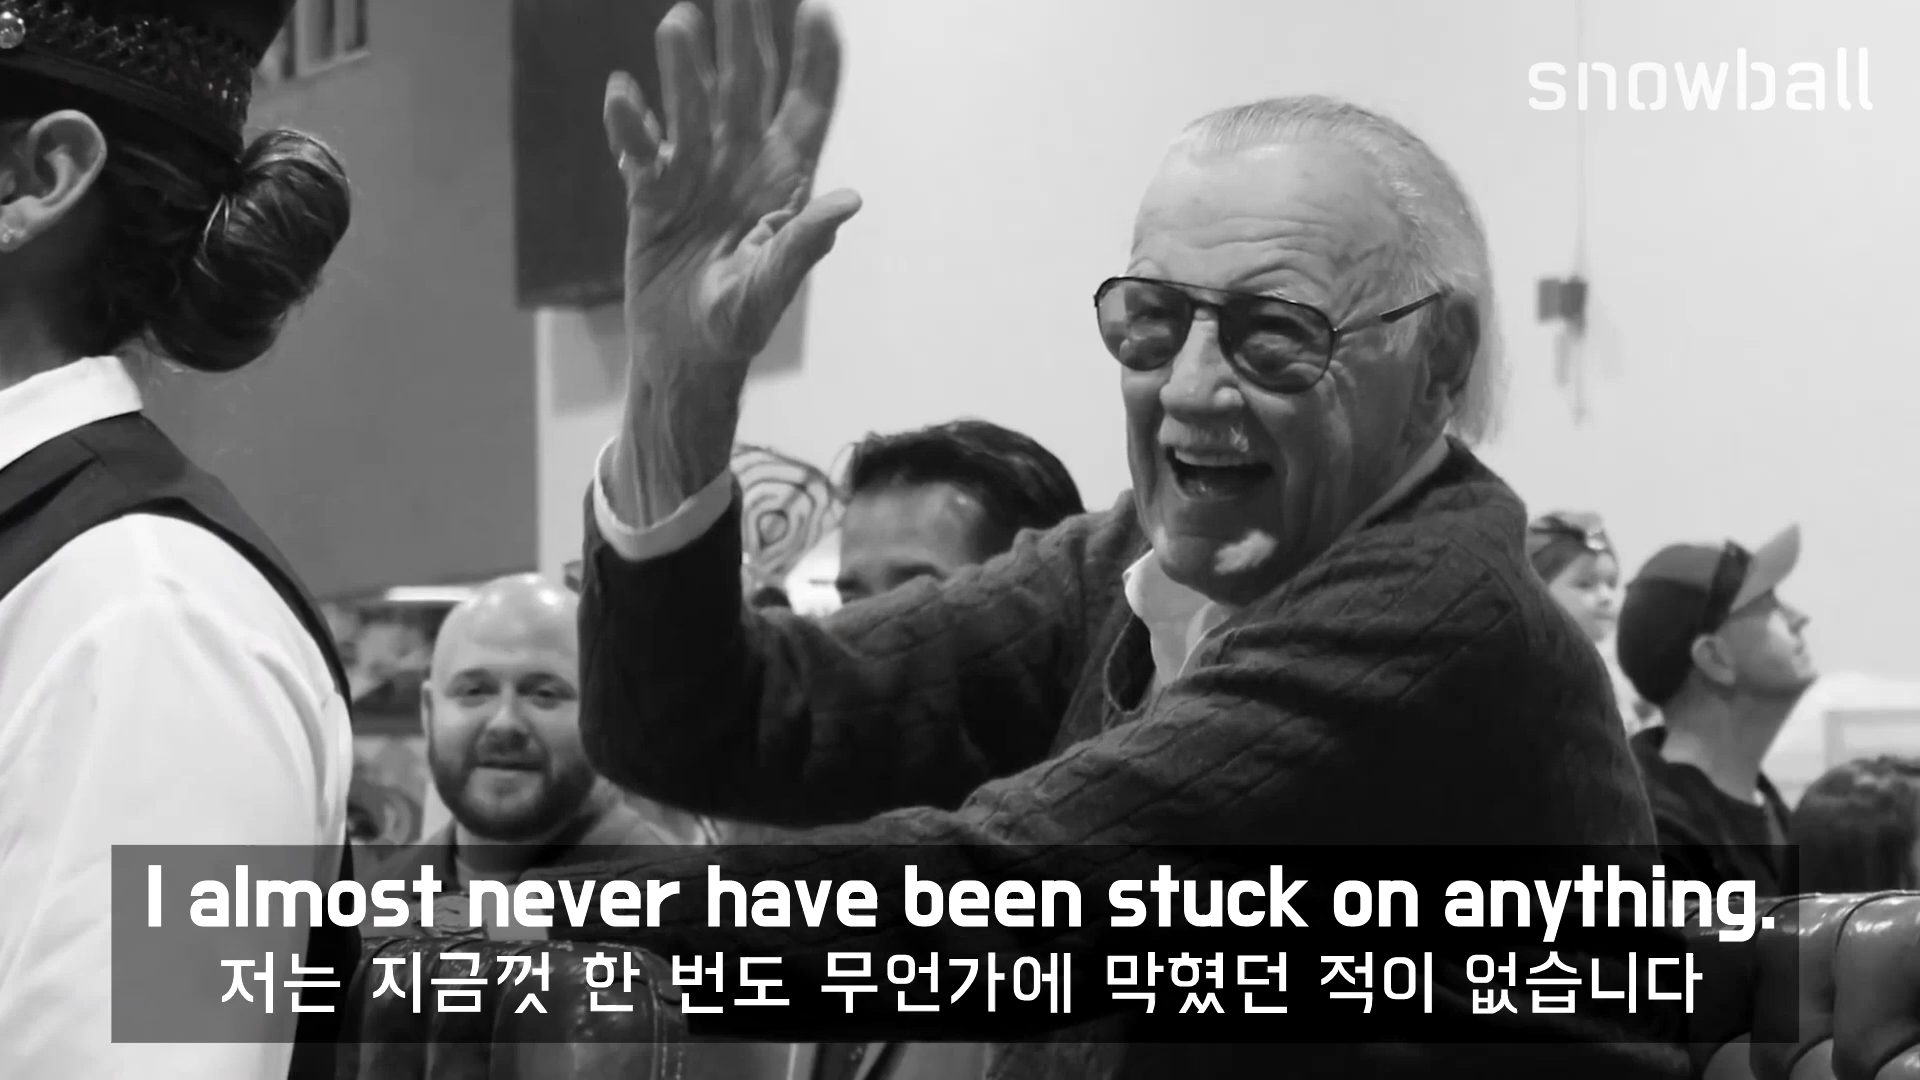 snowball
I almost never have been stuck on anything.
저는 지금껏 한 번도 무언가에 막혔던 적이 없습니다